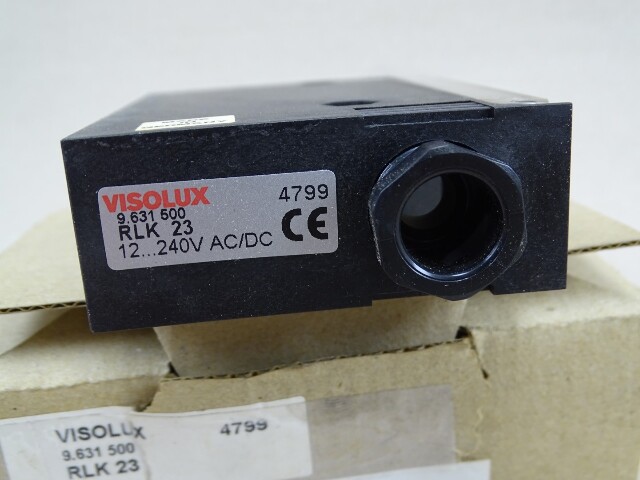 VISOLUX 4799
9.631 500
RLK 23
12...240V AC/DC CE
VISOLUX 4799
9.631 500
RLK 23